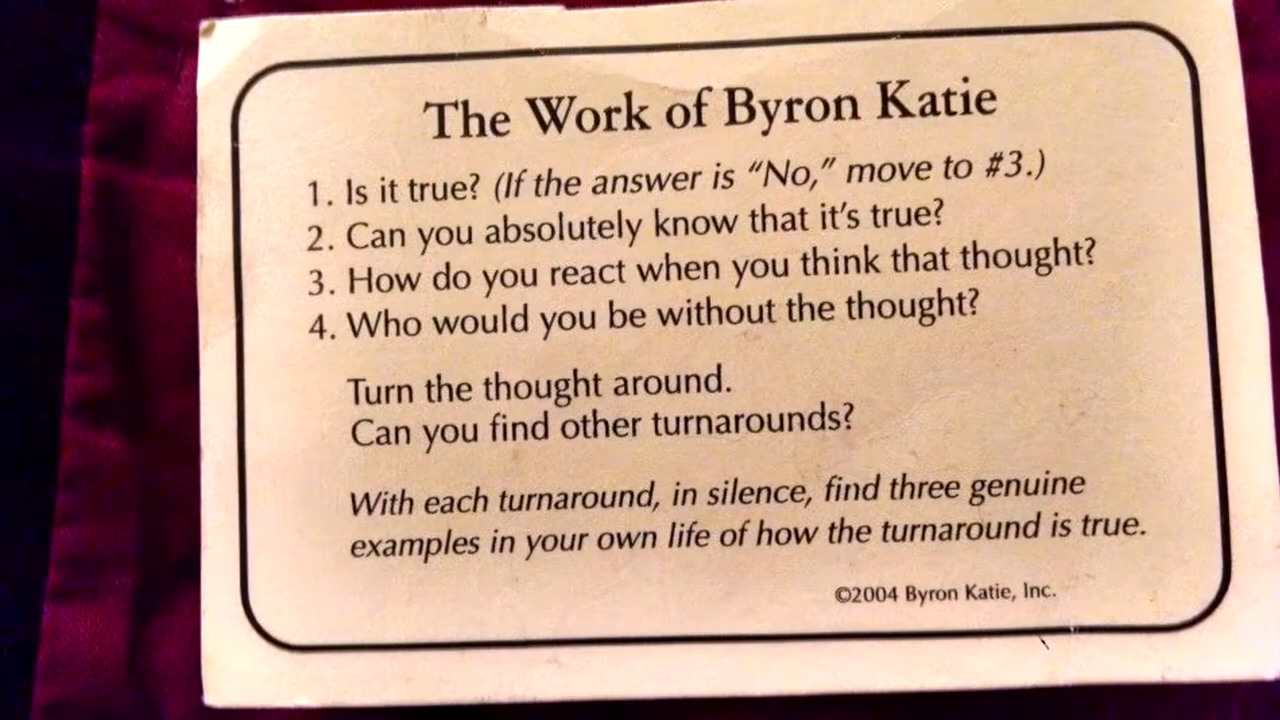 The Work of Byron Katie
1. Is it true? (If the answer is “No,” move to #3.)
2. Can you absolutely know that it’s true?
3. How do you react when you think that thought?
4. Who would you be without the thought?
Turn the thought around.
Can you find other turnarounds?
With each turnaround, in silence, find three genuine
examples in your own life of how the turnaround is true.
©2004 Byron Katie, Inc.